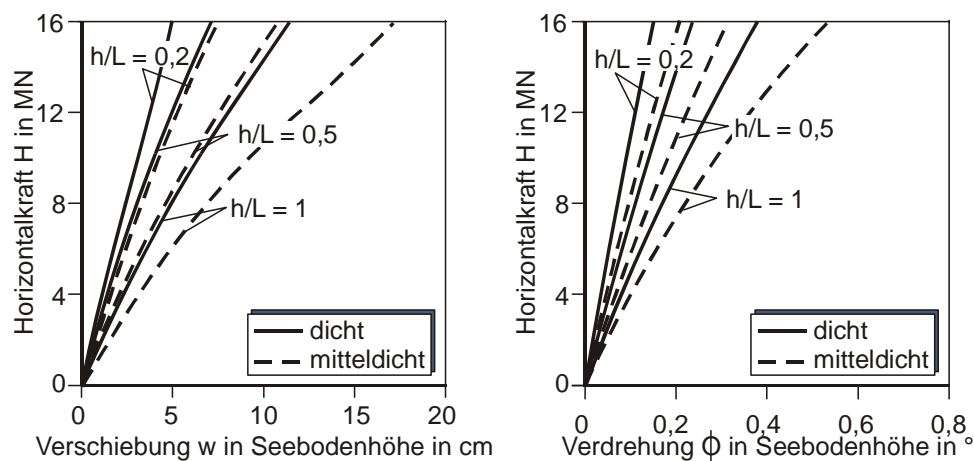 16
12
8
4
0
Horizontalkraft H in MN
h/L = 0,2
h/L = 0,5
h/L = 1
dicht
mitteldicht
0 5 10 15 20
Verschiebung w in Seebodenhöhe in cm
16
12
8
4
0
Horizontalkraft H in MN
h/L = 0,2
h/L = 0,5
h/L = 1
dicht
mitteldicht
0 0,2 0,4 0,6 0,8
Verdrehung ϕ in Seebodenhöhe in °